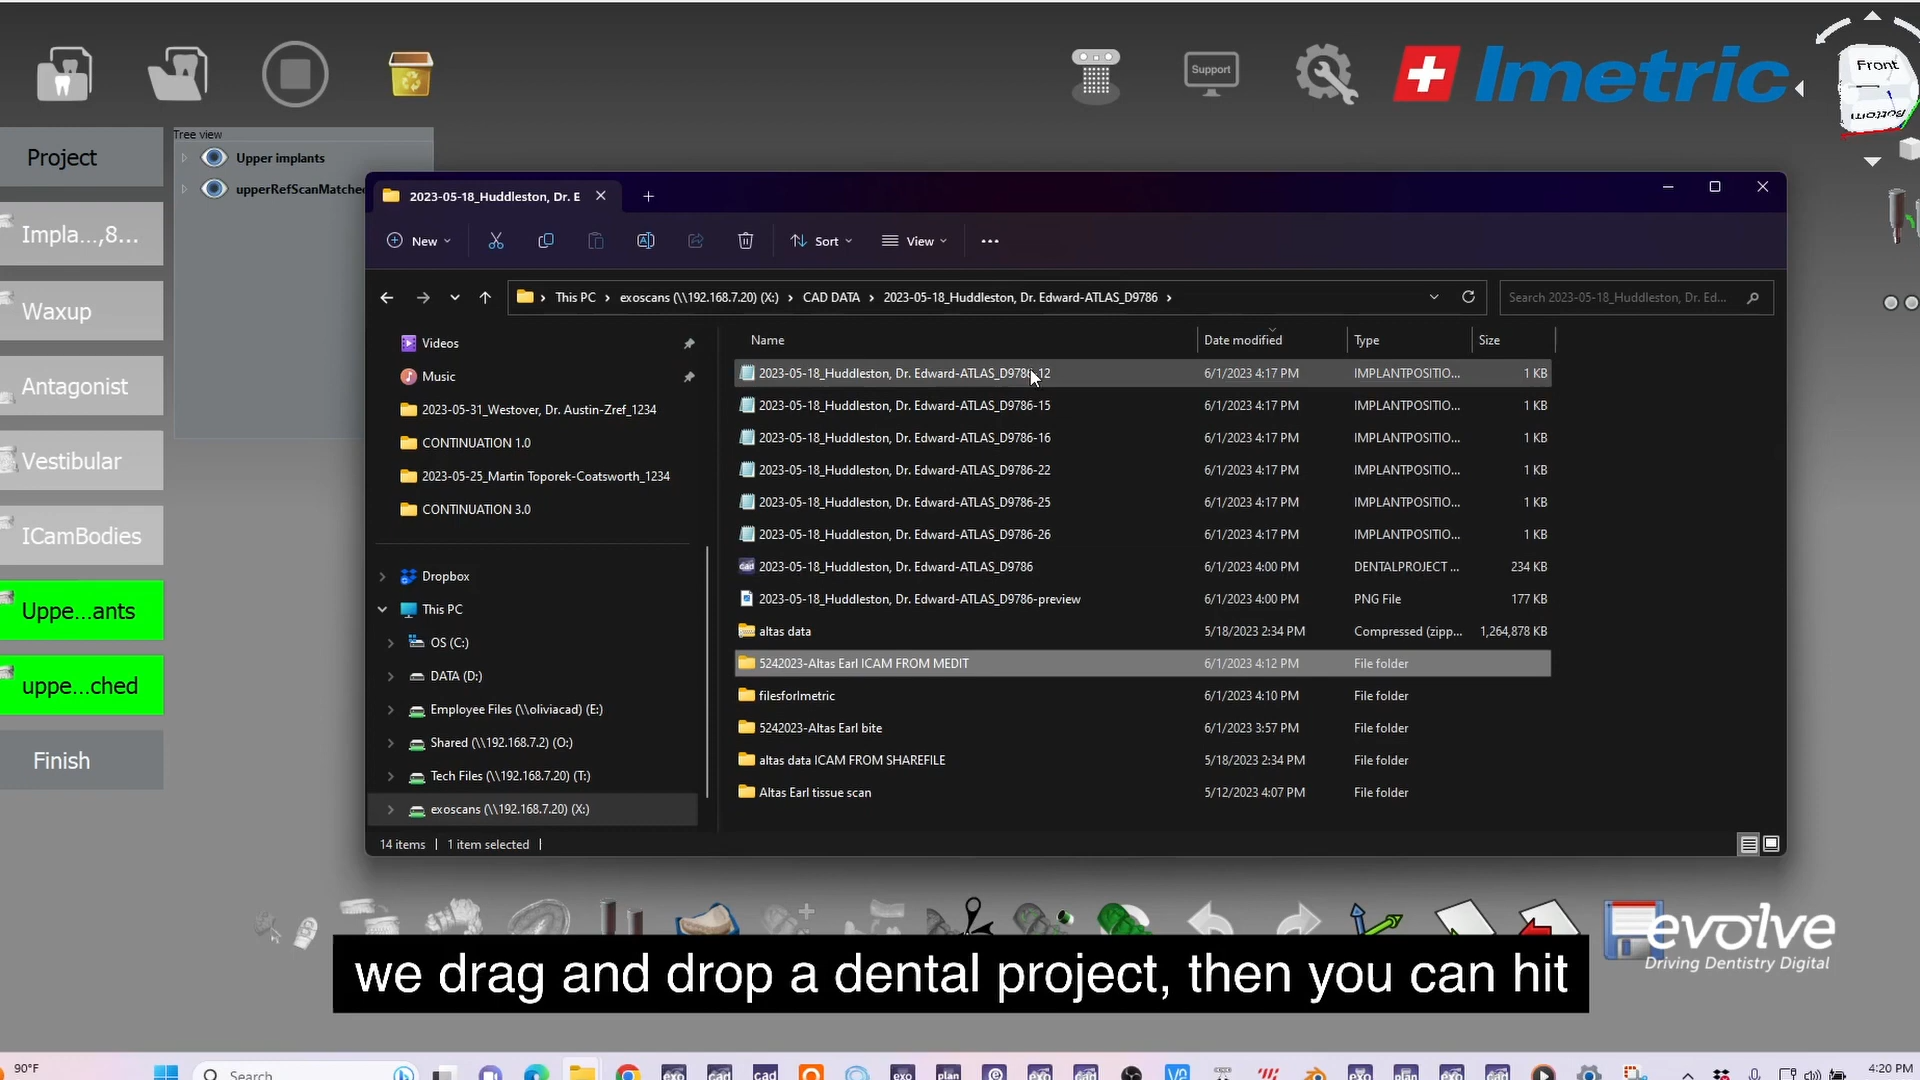 Support
Imetric
Front
Bottom
Project
Tree view
Upper implants
upperRefScanMatche
Impla...,8...
Waxup
Antagonist
Vestibular
ICamBodies
Uppe...ants
uppe...ched
Finish
2023-05-18_Huddleston, Dr. E
New
Sort
View
This PC
exoscans (\\192.168.7.20) (X:)
CAD DATA
2023-05-18_Huddleston, Dr. Edward-ATLAS_D9786
Search 2023-05-18_Huddleston, Dr. Ed...
Videos
Music
2023-05-31_Westover, Dr. Austin-Zref_1234
CONTINUATION 1.0
2023-05-25_Martin Toporek-Coatsworth_1234
CONTINUATION 3.0
Dropbox
This PC
OS (C:)
DATA (D:)
Employee Files (\\oliviacad) (E:)
Shared (\\192.168.7.2) (O:)
Tech Files (\\192.168.7.20) (T:)
exoscans (\\192.168.7.20) (X:)
Name Date modified Type Size
2023-05-18_Huddleston, Dr. Edward-ATLAS_D9786-12 6/1/2023 4:17 PM IMPLANTPOSITIO... 1 KB
2023-05-18_Huddleston, Dr. Edward-ATLAS_D9786-15 6/1/2023 4:17 PM IMPLANTPOSITIO... 1 KB
2023-05-18_Huddleston, Dr. Edward-ATLAS_D9786-16 6/1/2023 4:17 PM IMPLANTPOSITIO... 1 KB
2023-05-18_Huddleston, Dr. Edward-ATLAS_D9786-22 6/1/2023 4:17 PM IMPLANTPOSITIO... 1 KB
2023-05-18_Huddleston, Dr. Edward-ATLAS_D9786-25 6/1/2023 4:17 PM IMPLANTPOSITIO... 1 KB
2023-05-18_Huddleston, Dr. Edward-ATLAS_D9786-26 6/1/2023 4:17 PM IMPLANTPOSITIO... 1 KB
2023-05-18_Huddleston, Dr. Edward-ATLAS_D9786 6/1/2023 4:00 PM DENTALPROJECT ... 234 KB
2023-05-18_Huddleston, Dr. Edward-ATLAS_D9786-preview 6/1/2023 4:00 PM PNG File 177 KB
altas data 5/18/2023 2:34 PM Compressed (zipp... 1,264,878 KB
5242023-Altas Earl ICAM FROM MEDIT 6/1/2023 4:12 PM File folder
filesforImetric 6/1/2023 4:10 PM File folder
5242023-Altas Earl bite 6/1/2023 3:57 PM File folder
altas data ICAM FROM SHAREFILE 5/18/2023 2:34 PM File folder
Altas Earl tissue scan 5/12/2023 4:07 PM File folder
14 items 1 item selected
evolve
Driving Dentistry Digital
we drag and drop a dental project, then you can hit
90°F
Search
exo cad cad exo plan exo cad exo plan exo cad
4:20 PM